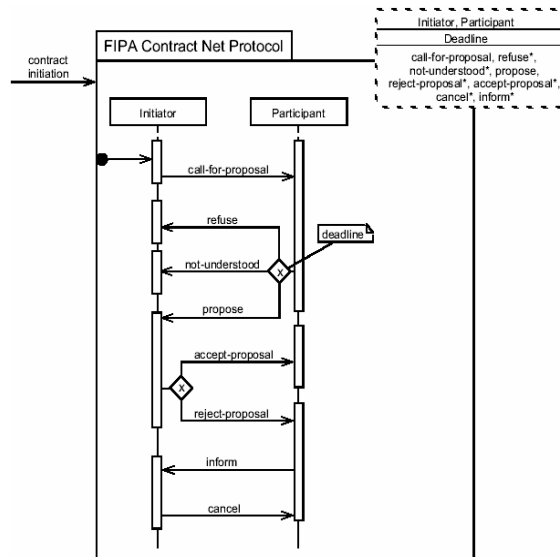 Initiator, Participant
Deadline
call-for-proposal, refuse*,
not-understood*, propose,
reject-proposal*, accept-proposal*,
cancel*, inform*
FIPA Contract Net Protocol
contract
initiation
Initiator
Participant
call-for-proposal
refuse
deadline
not-understood
x
propose
accept-proposal
x
reject-proposal
inform
cancel